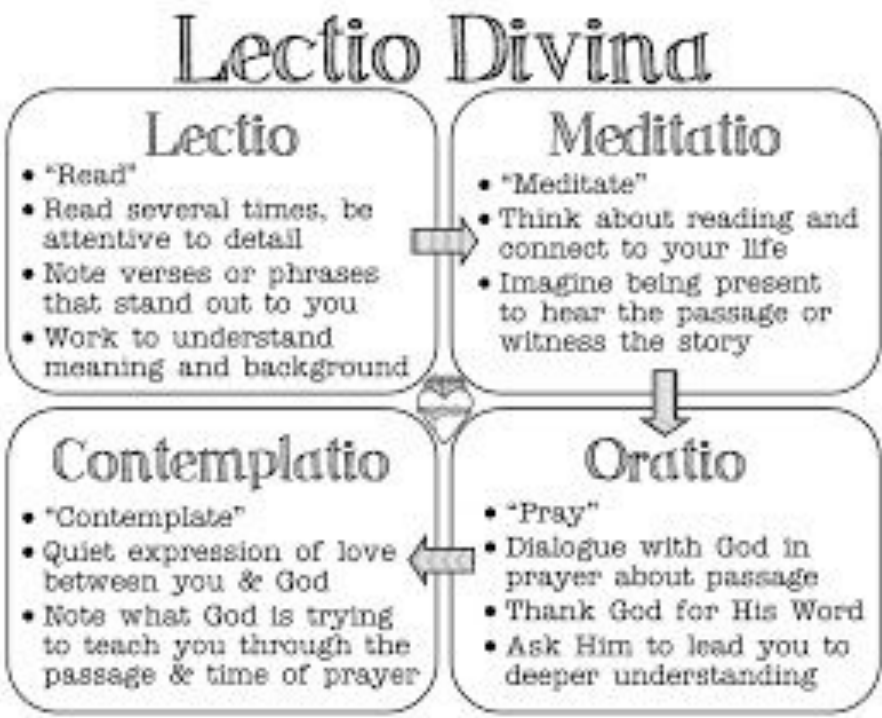 Lectio Divina
Lectio
• "Read"
• Read several times, be
attentive to detail
• Note verses or phrases
that stand out to you
• Work to understand
meaning and background
Meditatio
• "Meditate"
• Think about reading and
connect to your life
• Imagine being present
to hear the passage or
witness the story
Oratio
• "Pray"
• Dialogue with God in
prayer about passage
• Thank God for His Word
• Ask Him to lead you to
deeper understanding
Contemplatio
• "Contemplate"
• Quiet expression of love
between you & God
• Note what God is trying
to teach you through the
passage & time of prayer